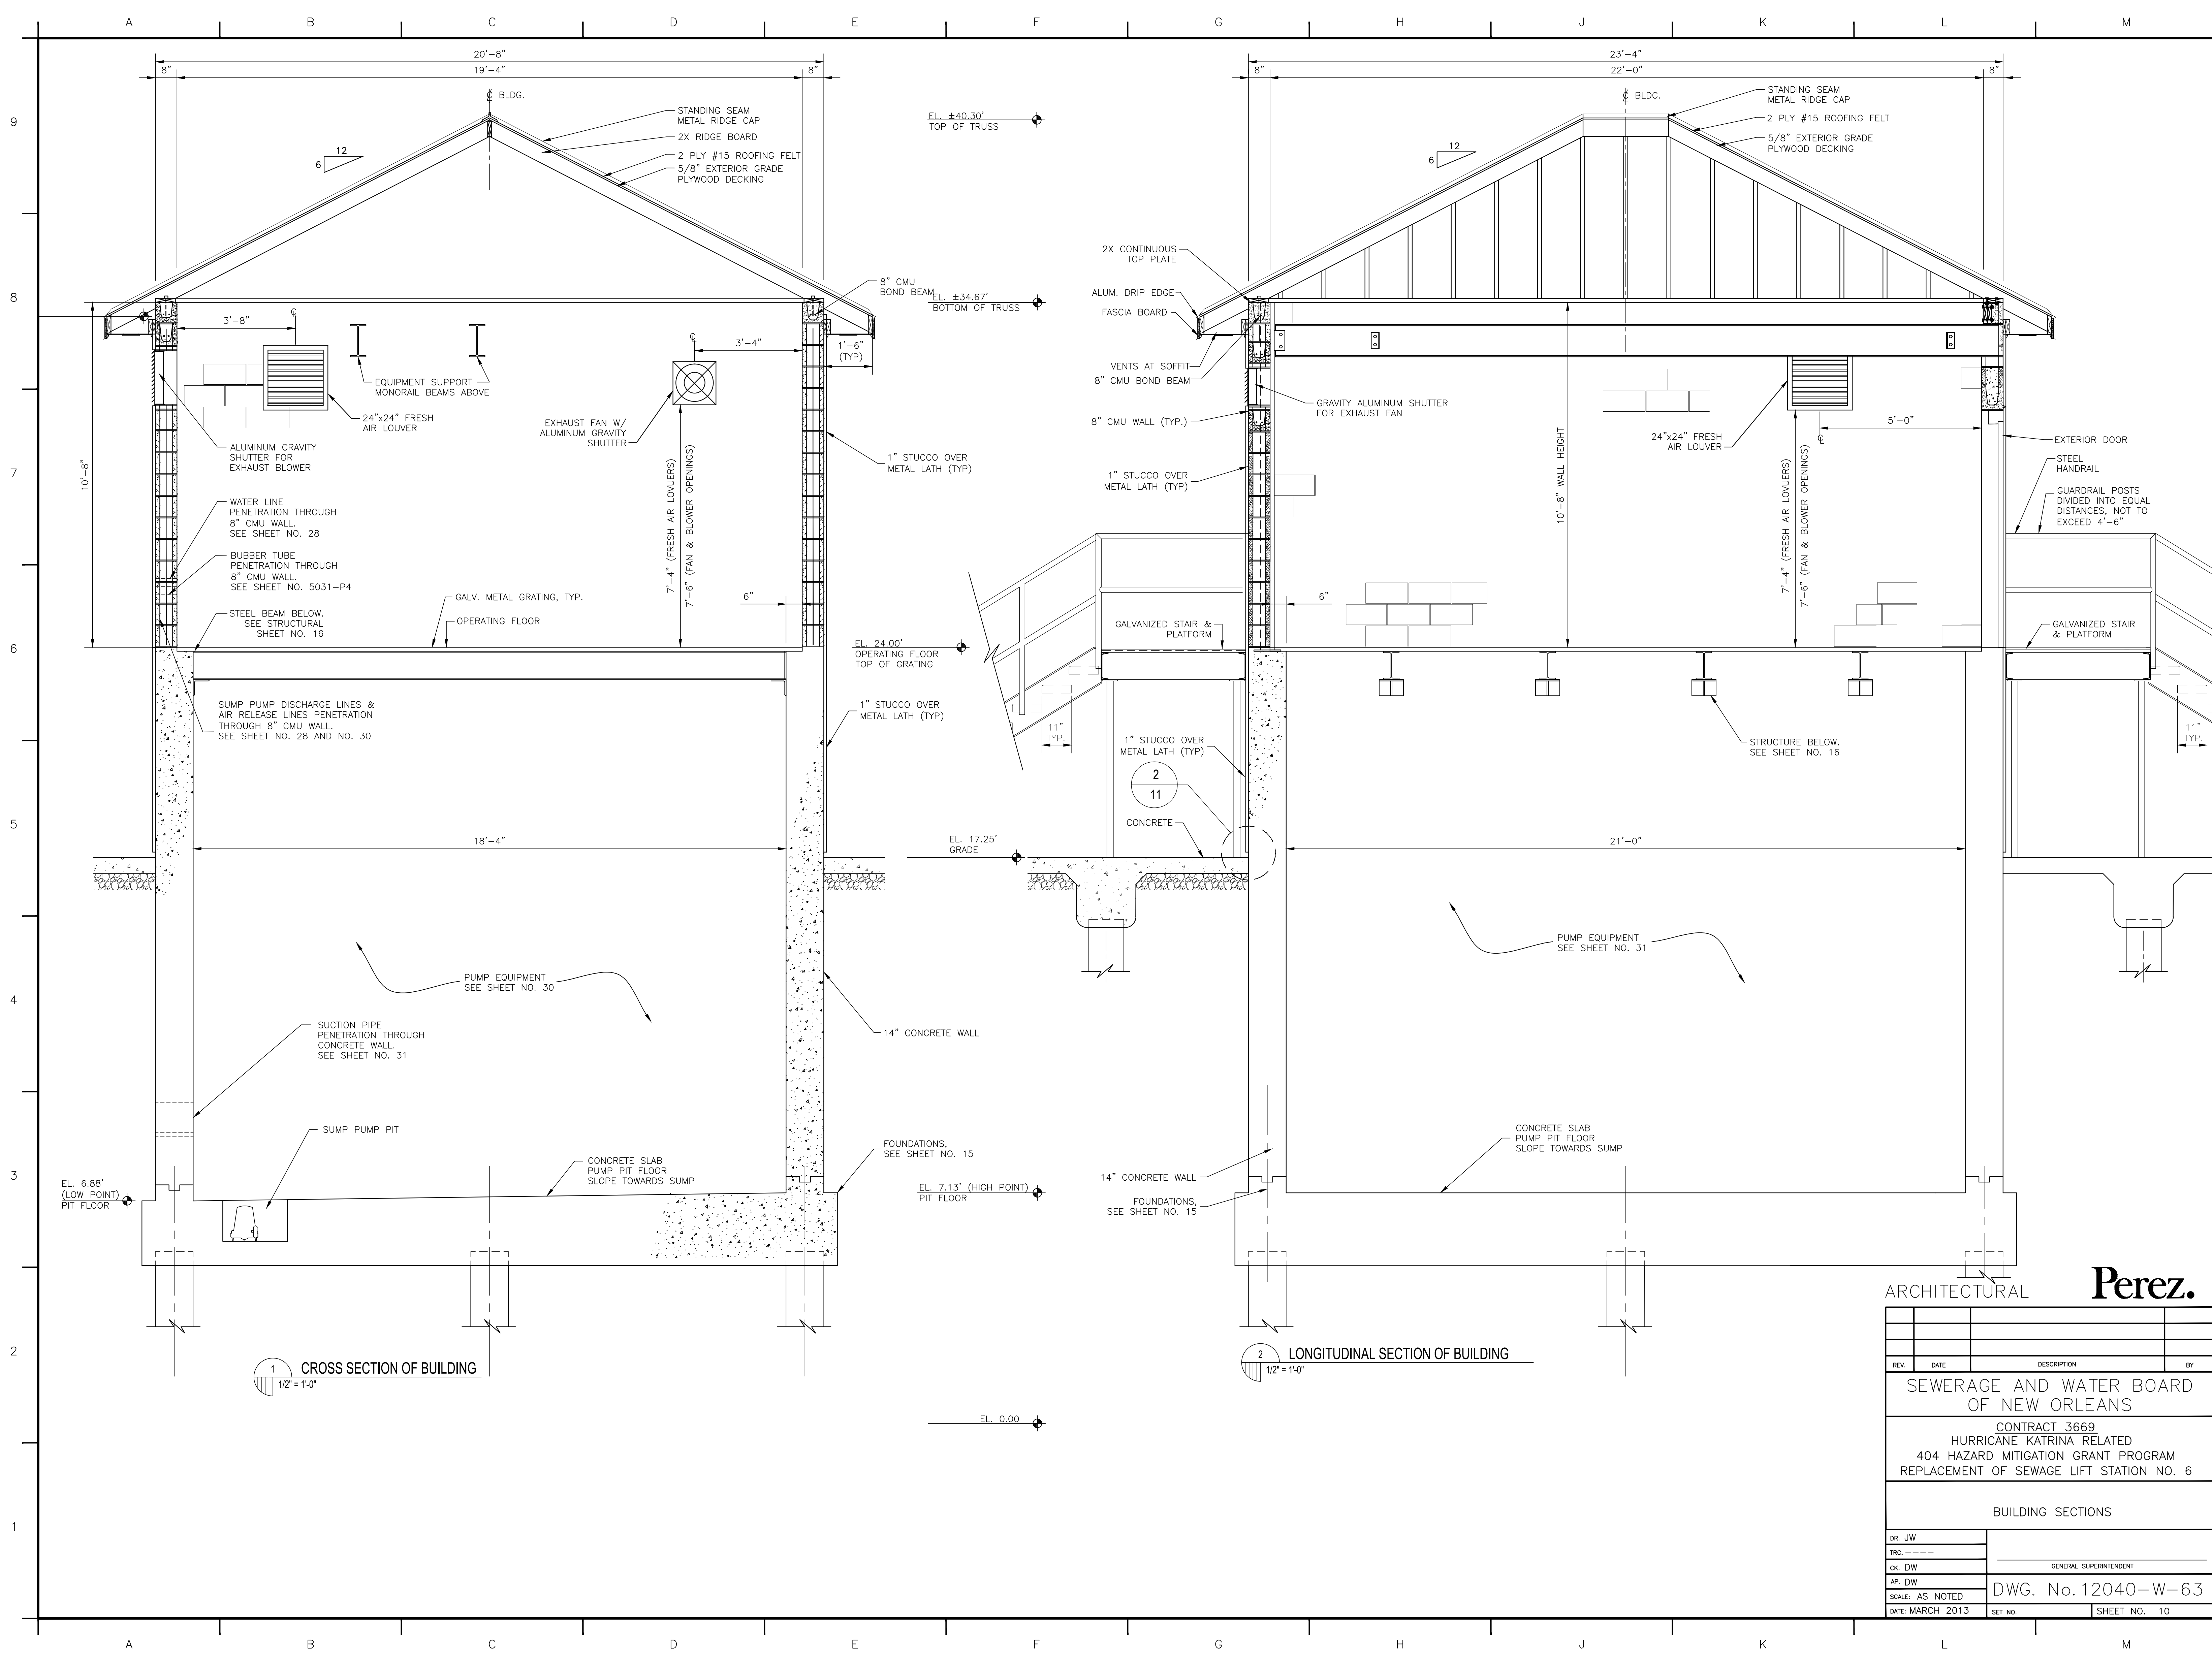 A B C D E F G H J K L M
9
8
7
6
5
4
3
2
1
20'-8"
8"
19'-4"
8"
℄ BLDG.
STANDING SEAM
METAL RIDGE CAP
2X RIDGE BOARD
2 PLY #15 ROOFING FELT
5/8" EXTERIOR GRADE
PLYWOOD DECKING
12
6
EL. ±40.30'
TOP OF TRUSS
8" CMU
BOND BEAM
EL. ±34.67'
BOTTOM OF TRUSS
3'-8"
℄
℄
3'-4"
1'-6"
(TYP)
EQUIPMENT SUPPORT
MONORAIL BEAMS ABOVE
24"x24" FRESH
AIR LOUVER
EXHAUST FAN W/
ALUMINUM GRAVITY
SHUTTER
ALUMINUM GRAVITY
SHUTTER FOR
EXHAUST BLOWER
10'-8"
1" STUCCO OVER
METAL LATH (TYP)
WATER LINE
PENETRATION THROUGH
8" CMU WALL.
SEE SHEET NO. 28
BUBBER TUBE
PENETRATION THROUGH
8" CMU WALL.
SEE SHEET NO. 5031-P4
7'-4" (FRESH AIR LOVUERS)
7'-6" (FAN & BLOWER OPENINGS)
STEEL BEAM BELOW.
SEE STRUCTURAL
SHEET NO. 16
GALV. METAL GRATING, TYP.
OPERATING FLOOR
6"
EL. 24.00'
OPERATING FLOOR
TOP OF GRATING
SUMP PUMP DISCHARGE LINES &
AIR RELEASE LINES PENETRATION
THROUGH 8" CMU WALL.
SEE SHEET NO. 28 AND NO. 30
1" STUCCO OVER
METAL LATH (TYP)
18'-4"
EL. 17.25'
GRADE
PUMP EQUIPMENT
SEE SHEET NO. 30
SUCTION PIPE
PENETRATION THROUGH
CONCRETE WALL.
SEE SHEET NO. 31
14" CONCRETE WALL
SUMP PUMP PIT
CONCRETE SLAB
PUMP PIT FLOOR
SLOPE TOWARDS SUMP
FOUNDATIONS,
SEE SHEET NO. 15
EL. 6.88'
(LOW POINT)
PIT FLOOR
EL. 7.13' (HIGH POINT)
PIT FLOOR
1
CROSS SECTION OF BUILDING
1/2" = 1'-0"
EL. 0.00
23'-4"
8"
22'-0"
8"
℄ BLDG.
STANDING SEAM
METAL RIDGE CAP
2 PLY #15 ROOFING FELT
5/8" EXTERIOR GRADE
PLYWOOD DECKING
12
6
2X CONTINUOUS
TOP PLATE
ALUM. DRIP EDGE
FASCIA BOARD
VENTS AT SOFFIT
8" CMU BOND BEAM
GRAVITY ALUMINUM SHUTTER
FOR EXHAUST FAN
8" CMU WALL (TYP.)
1" STUCCO OVER
METAL LATH (TYP)
10'-8" WALL HEIGHT
24"x24" FRESH
AIR LOUVER
5'-0"
℄
7'-4" (FRESH AIR LOVUERS)
7'-6" (FAN & BLOWER OPENINGS)
EXTERIOR DOOR
STEEL
HANDRAIL
GUARDRAIL POSTS
DIVIDED INTO EQUAL
DISTANCES, NOT TO
EXCEED 4'-6"
6"
GALVANIZED STAIR &
PLATFORM
GALVANIZED STAIR
& PLATFORM
11"
TYP.
11"
TYP.
1" STUCCO OVER
METAL LATH (TYP)
2
11
CONCRETE
STRUCTURE BELOW.
SEE SHEET NO. 16
21'-0"
PUMP EQUIPMENT
SEE SHEET NO. 31
CONCRETE SLAB
PUMP PIT FLOOR
SLOPE TOWARDS SUMP
14" CONCRETE WALL
FOUNDATIONS,
SEE SHEET NO. 15
2
LONGITUDINAL SECTION OF BUILDING
1/2" = 1'-0"
ARCHITECTURAL
Perez.
REV. DATE DESCRIPTION BY
SEWERAGE AND WATER BOARD
OF NEW ORLEANS
CONTRACT 3669
HURRICANE KATRINA RELATED
404 HAZARD MITIGATION GRANT PROGRAM
REPLACEMENT OF SEWAGE LIFT STATION NO. 6
BUILDING SECTIONS
DR. JW
TRC. ----
CK. DW
AP. DW
SCALE: AS NOTED
DATE: MARCH 2013
GENERAL SUPERINTENDENT
DWG. No. 12040-W-63
SET NO.
SHEET NO. 10
A B C D E F G H J K L M